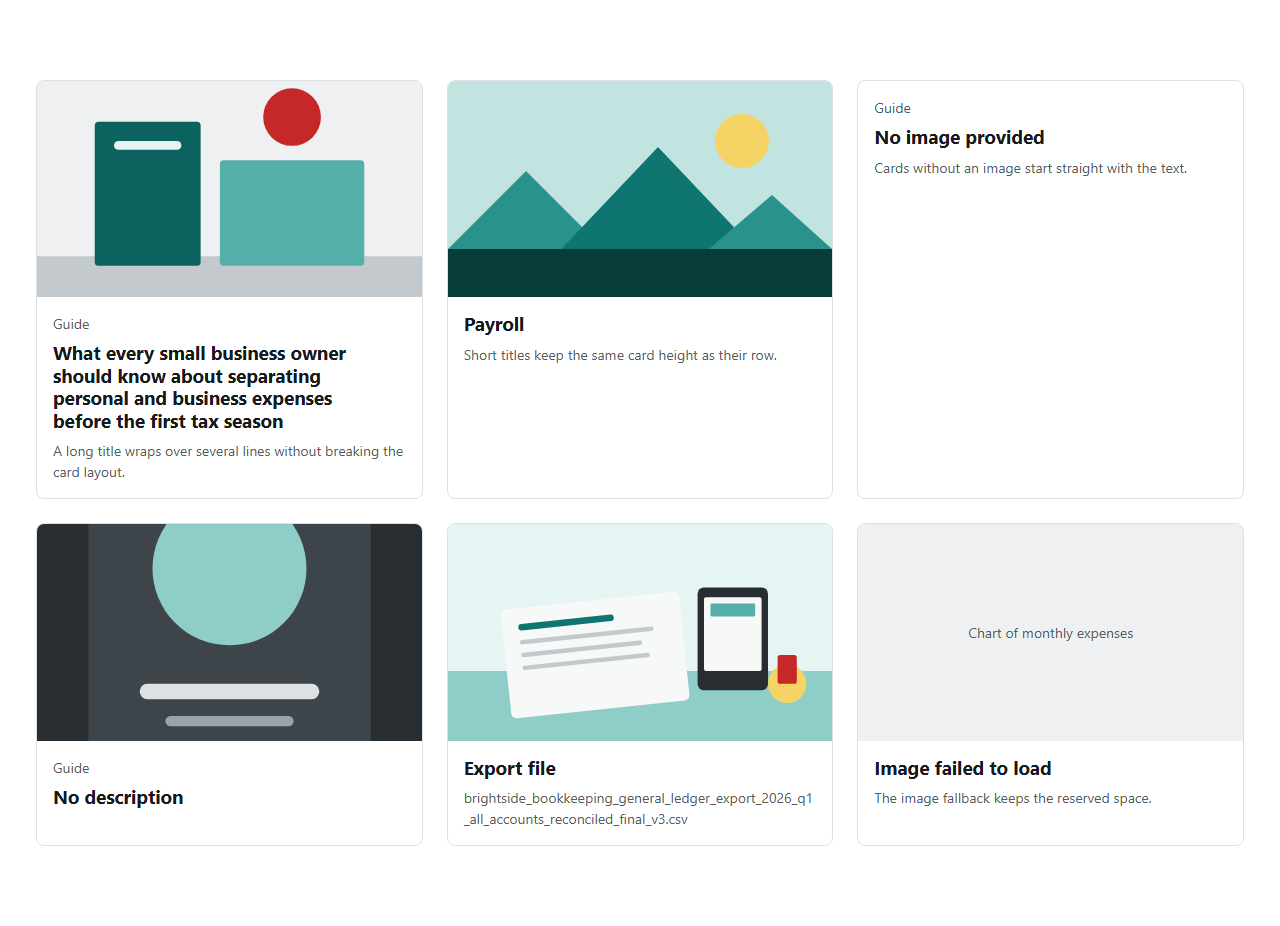 Guide
What every small business owner
should know about separating
personal and business expenses
before the first tax season
A long title wraps over several lines without breaking the
card layout.
Payroll
Short titles keep the same card height as their row.
Guide
No image provided
Cards without an image start straight with the text.
Guide
No description
Export file
brightside_bookkeeping_general_ledger_export_2026_q1
_all_accounts_reconciled_final_v3.csv
Chart of monthly expenses
Image failed to load
The image fallback keeps the reserved space.